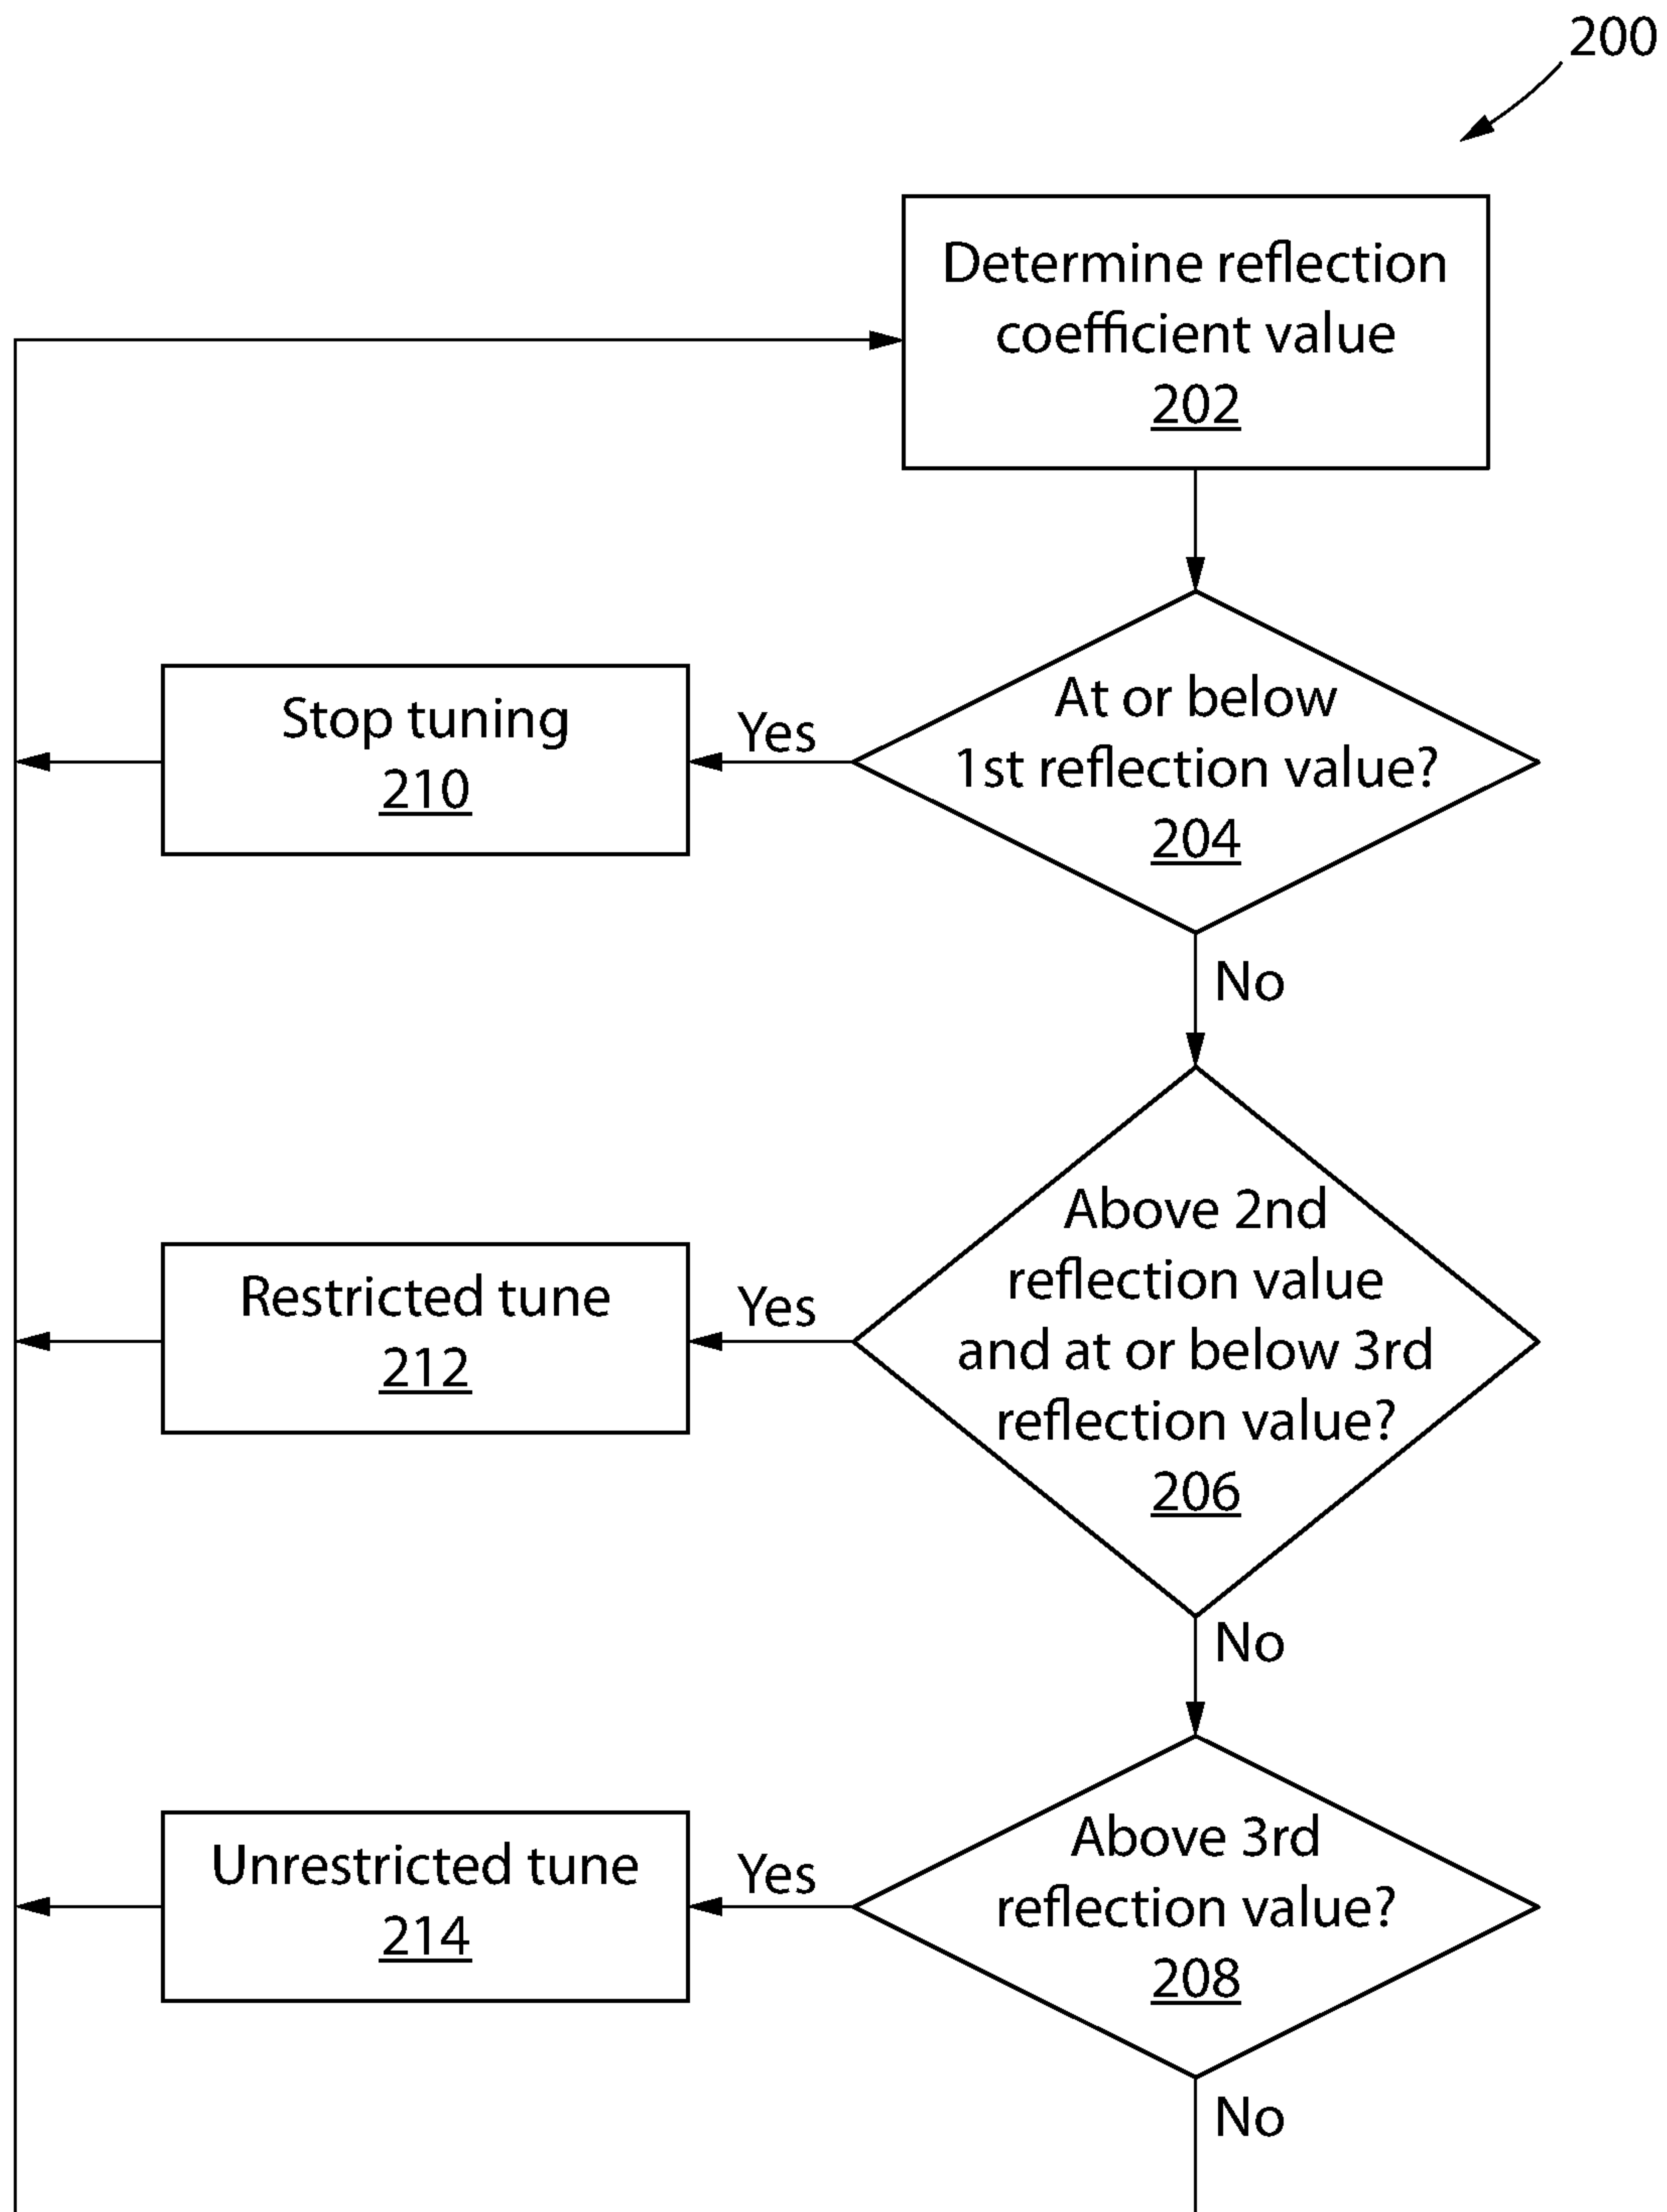 200
Determine reflection
coefficient value
202
At or below
1st reflection value?
204
Yes
Stop tuning
210
No
Above 2nd
reflection value
and at or below 3rd
reflection value?
206
Yes
Restricted tune
212
No
Above 3rd
reflection value?
208
Yes
Unrestricted tune
214
No